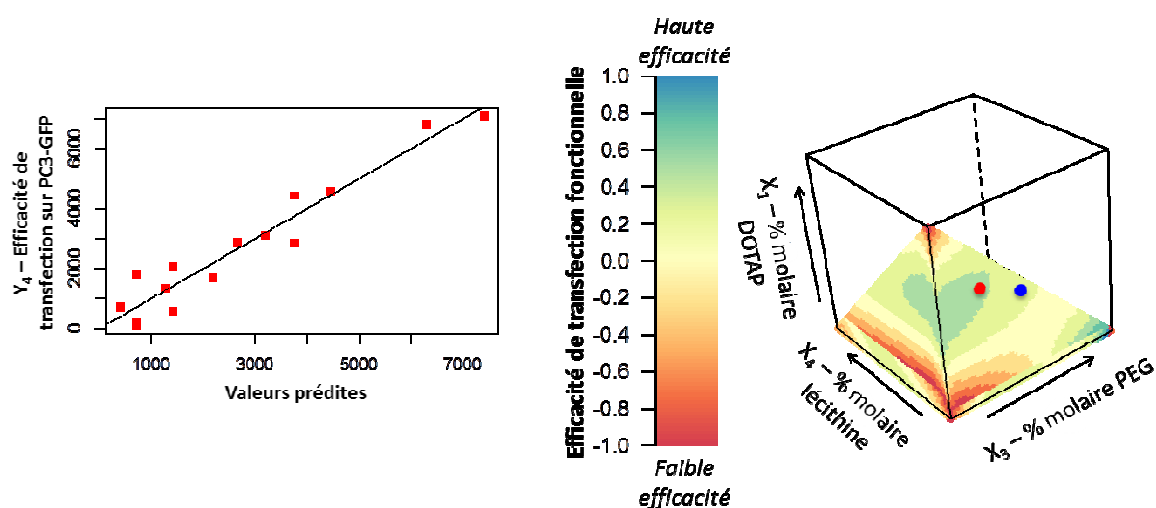 Y4 – Efficacité de
transfection sur PC3-GFP
0
2000
4000
6000
1000
3000
5000
7000
Valeurs prédites
Haute
efficacité
Efficacité de transfection fonctionnelle
1.0
0.8
0.6
0.4
0.2
0.0
-0.2
-0.4
-0.6
-0.8
-1.0
Faible
efficacité
X1 – % molaire
DOTAP
X4 – % molaire
lécithine
X3 – % molaire PEG